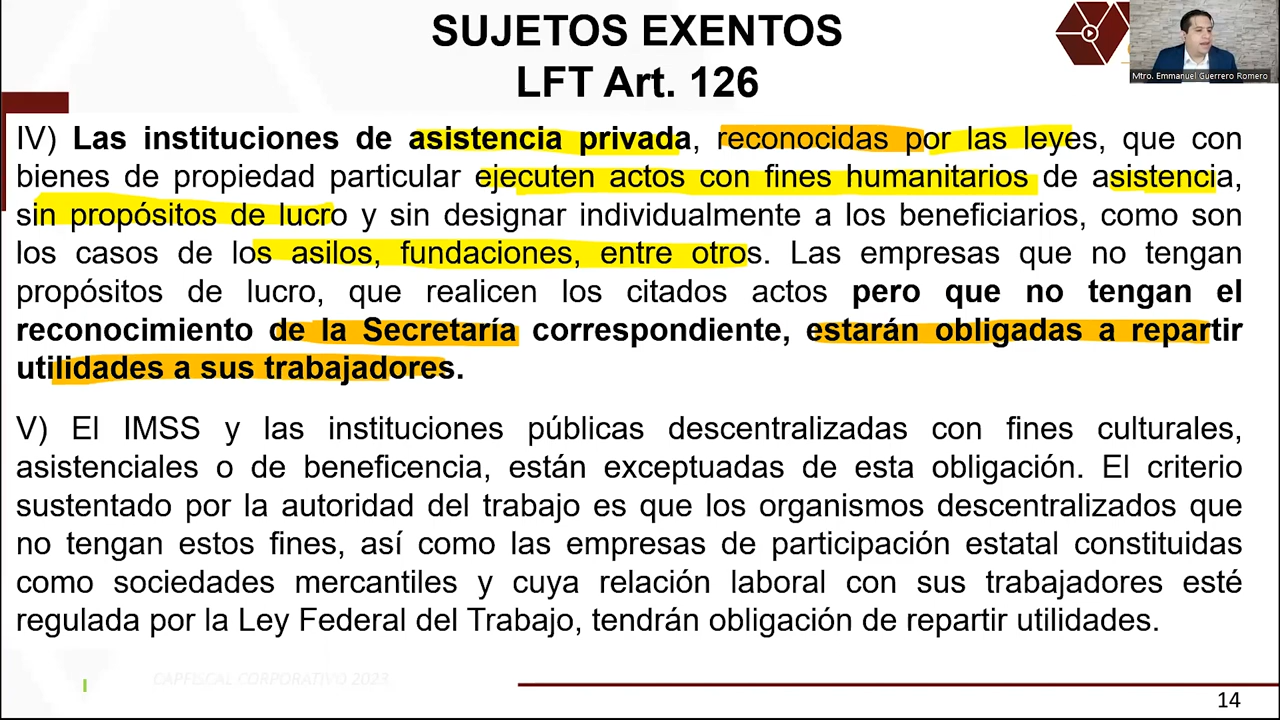 SUJETOS EXENTOS
LFT Art. 126
Mtro. Emmanuel Guerrero Romero
IV) Las instituciones de asistencia privada, reconocidas por las leyes, que con
bienes de propiedad particular ejecuten actos con fines humanitarios de asistencia,
sin propósitos de lucro y sin designar individualmente a los beneficiarios, como son
los casos de los asilos, fundaciones, entre otros. Las empresas que no tengan
propósitos de lucro, que realicen los citados actos pero que no tengan el
reconocimiento de la Secretaría correspondiente, estarán obligadas a repartir
utilidades a sus trabajadores.
V) El IMSS y las instituciones públicas descentralizadas con fines culturales,
asistenciales o de beneficencia, están exceptuadas de esta obligación. El criterio
sustentado por la autoridad del trabajo es que los organismos descentralizados que
no tengan estos fines, así como las empresas de participación estatal constituidas
como sociedades mercantiles y cuya relación laboral con sus trabajadores esté
regulada por la Ley Federal del Trabajo, tendrán obligación de repartir utilidades.
CAPFISCAL CORPORATIVO 2023
14